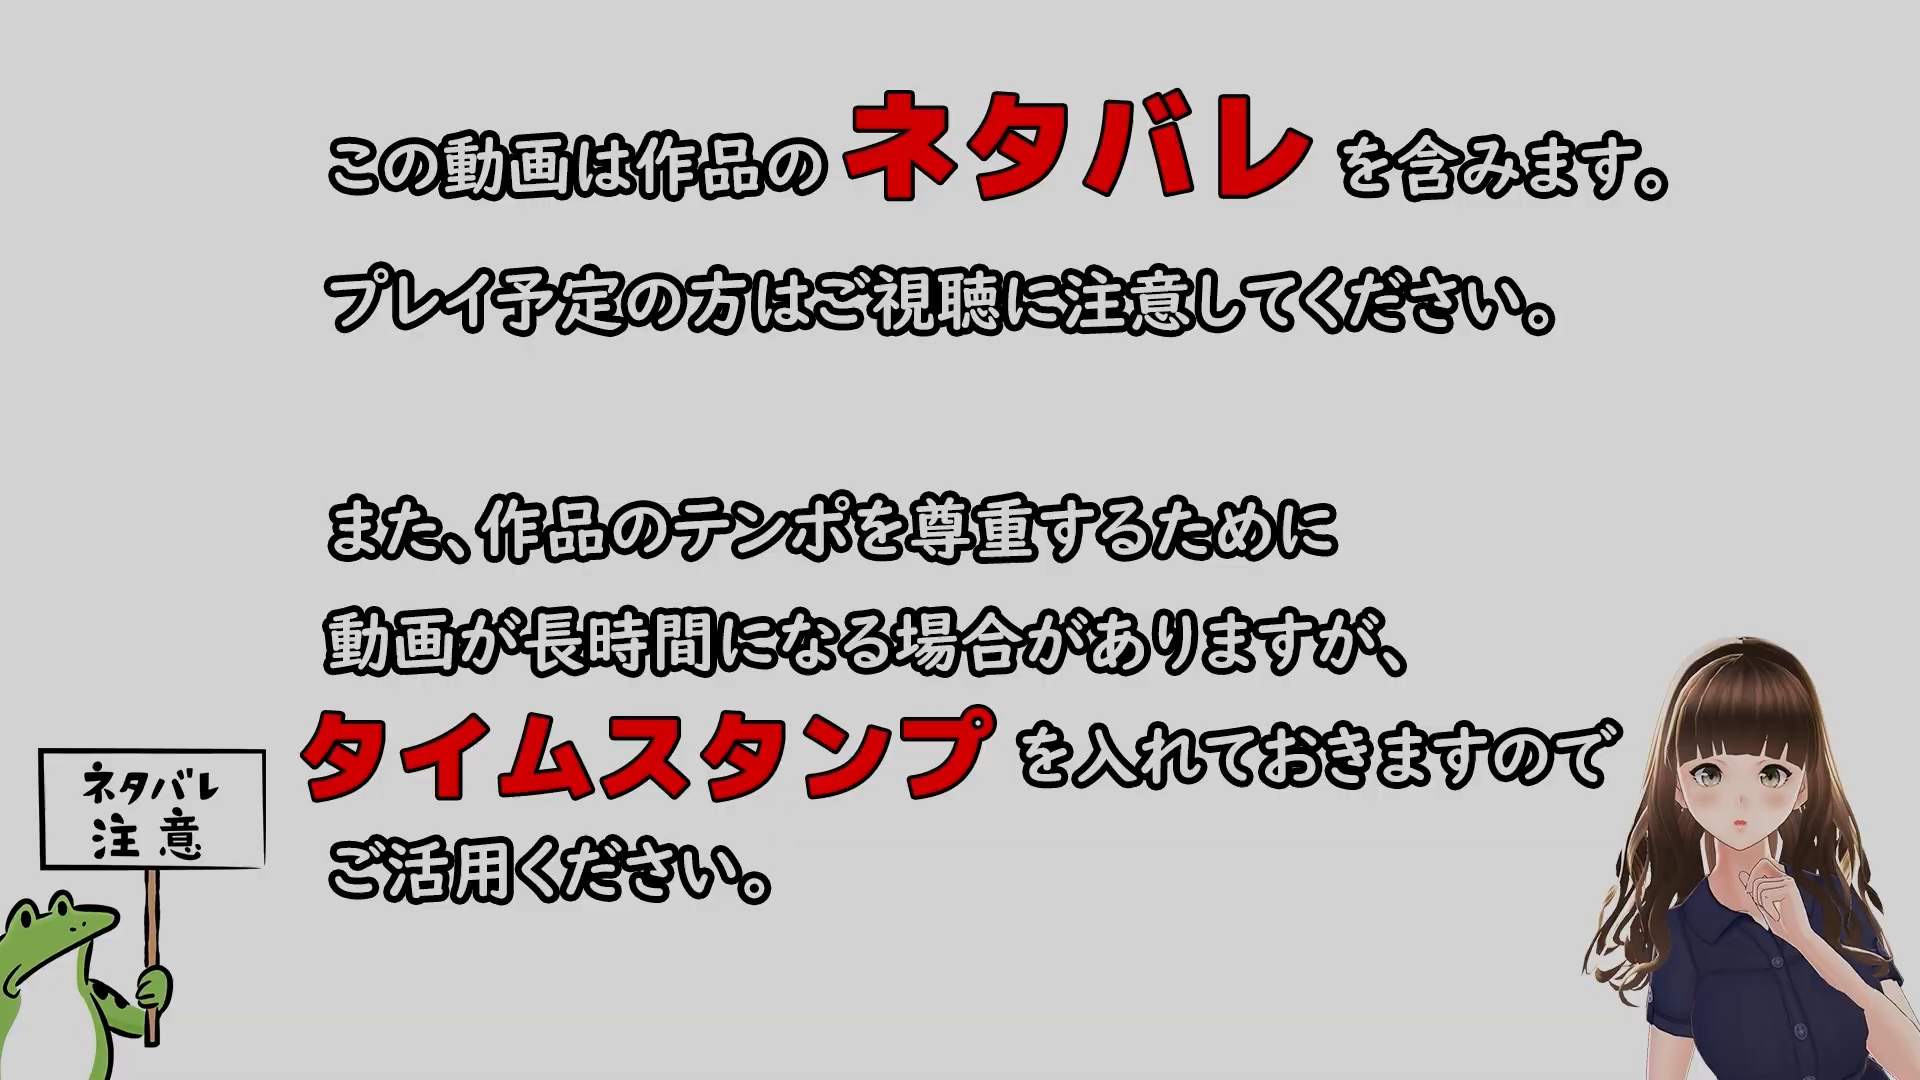 この動画は作品のネタバレを含みます。
プレイ予定の方はご視聴に注意してください。
また、作品のテンポを尊重するために
動画が長時間になる場合がありますが、
タイムスタンプを入れておきますので
ご活用ください。
ネタバレ
注意